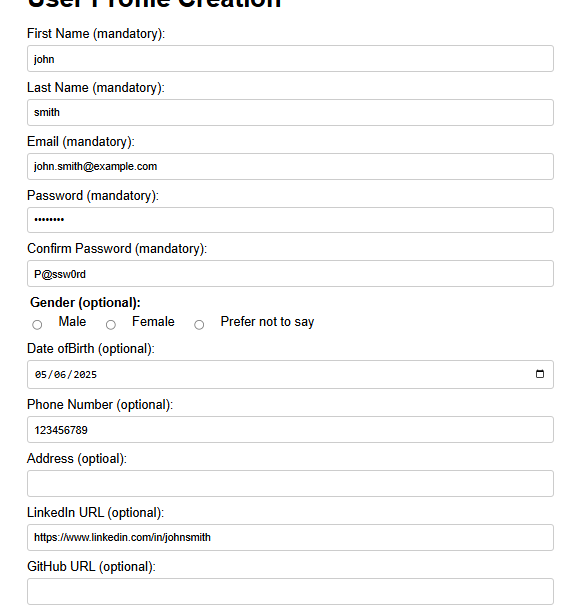 User Profile Creation
First Name (mandatory):
john
Last Name (mandatory):
smith
Email (mandatory):
john.smith@example.com
Password (mandatory):
••••••••
Confirm Password (mandatory):
P@ssw0rd
Gender (optional):
Male Female Prefer not to say
Date ofBirth (optional):
05/06/2025
Phone Number (optional):
123456789
Address (optioal):
LinkedIn URL (optional):
https://www.linkedin.com/in/johnsmith
GitHub URL (optional):